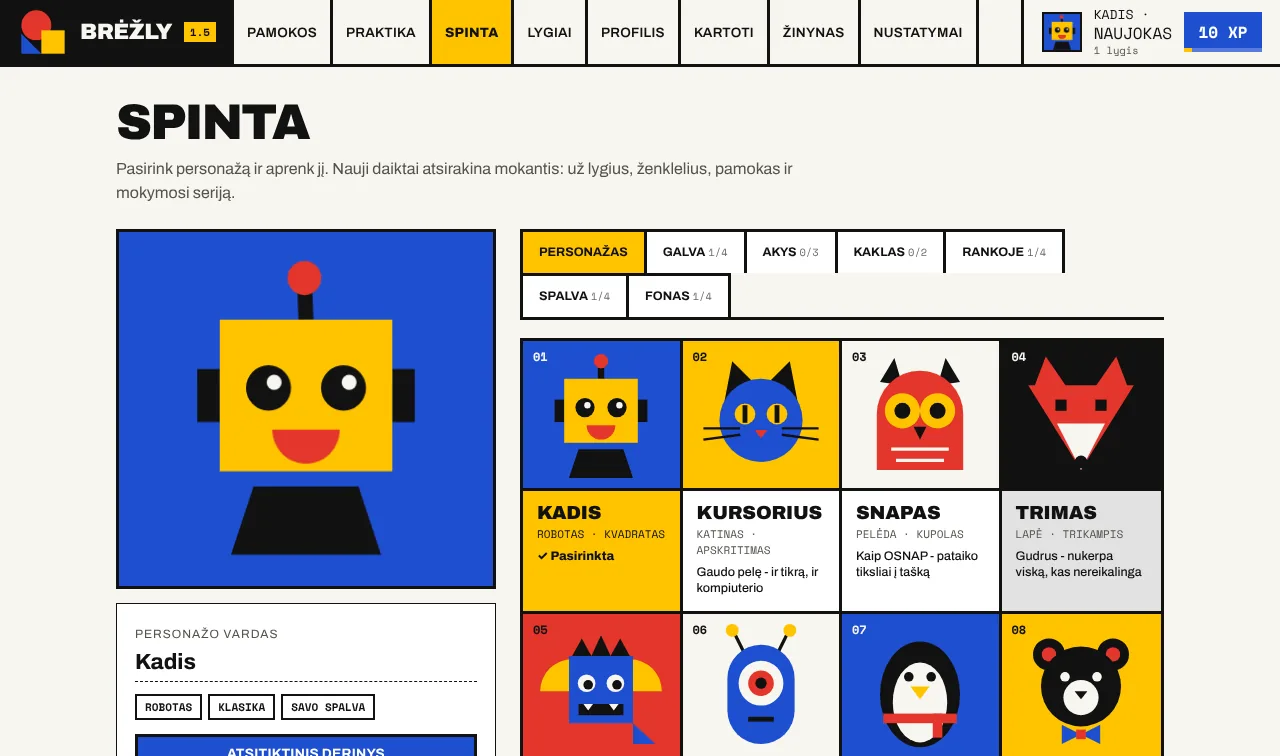 BRĖŽLY 1.5 PAMOKOS PRAKTIKA SPINTA LYGIAI PROFILIS KARTOTI ŽINYNAS NUSTATYMAI
KADIS ·
NAUJOKAS
1 lygis
10 XP
SPINTA
Pasirink personažą ir aprenk jį. Nauji daiktai atsirakina mokantis: už lygius, ženklelius, pamokas ir
mokymosi seriją.
PERSONAŽAS GALVA 1/4 AKYS 0/3 KAKLAS 0/2 RANKOJE 1/4
SPALVA 1/4 FONAS 1/4
01 02 03 04
KADIS
ROBOTAS · KVADRATAS
✓ Pasirinkta
KURSORIUS
KATINAS ·
APSKRITIMAS
Gaudo pelę - ir tikrą, ir
kompiuterio
SNAPAS
PELĖDA · KUPOLAS
Kaip OSNAP - pataiko
tiksliai į tašką
TRIMAS
LAPĖ · TRIKAMPIS
Gudrus - nukerpa
viską, kas nereikalinga
05 06 07 08
PERSONAŽO VARDAS
Kadis
ROBOTAS KLASIKA SAVO SPALVA
ATSITIKTINIS DERINYS